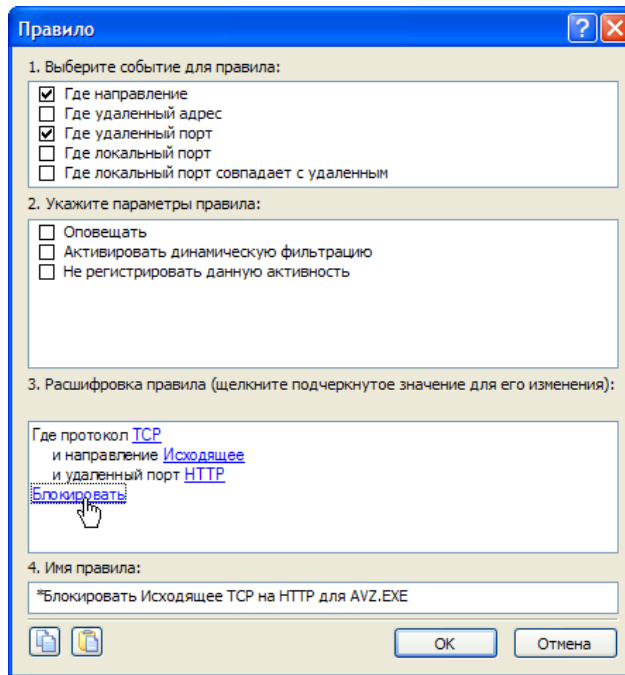 Правило
1. Выберите событие для правила:
Где направление
Где удаленный адрес
Где удаленный порт
Где локальный порт
Где локальный порт совпадает с удаленным
2. Укажите параметры правила:
Оповещать
Активировать динамическую фильтрацию
Не регистрировать данную активность
3. Расшифровка правила (щелкните подчеркнутое значение для его изменения):
Где протокол TCP
и направление Исходящее
и удаленный порт HTTP
Блокировать
4. Имя правила:
*Блокировать Исходящее TCP на HTTP для AVZ.EXE
OK
Отмена